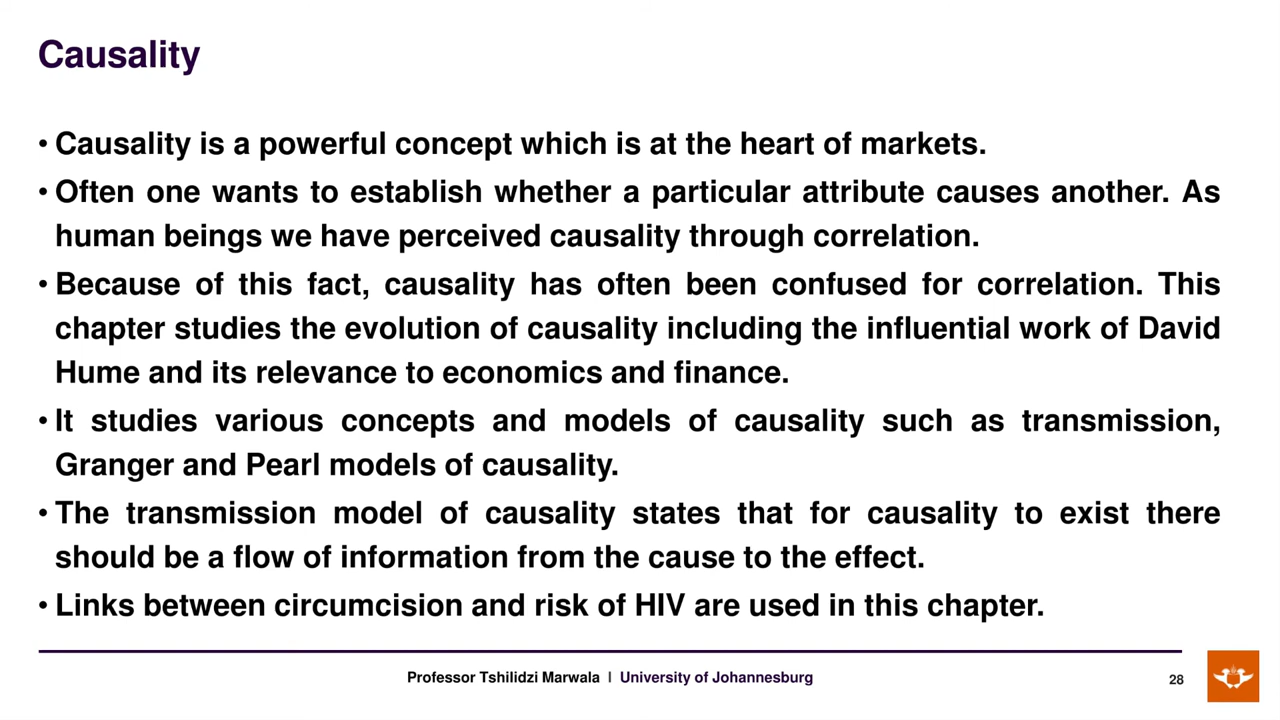 Causality
• Causality is a powerful concept which is at the heart of markets.
• Often one wants to establish whether a particular attribute causes another. As
human beings we have perceived causality through correlation.
• Because of this fact, causality has often been confused for correlation. This
chapter studies the evolution of causality including the influential work of David
Hume and its relevance to economics and finance.
• It studies various concepts and models of causality such as transmission,
Granger and Pearl models of causality.
• The transmission model of causality states that for causality to exist there
should be a flow of information from the cause to the effect.
• Links between circumcision and risk of HIV are used in this chapter.
Professor Tshilidzi Marwala | University of Johannesburg
28